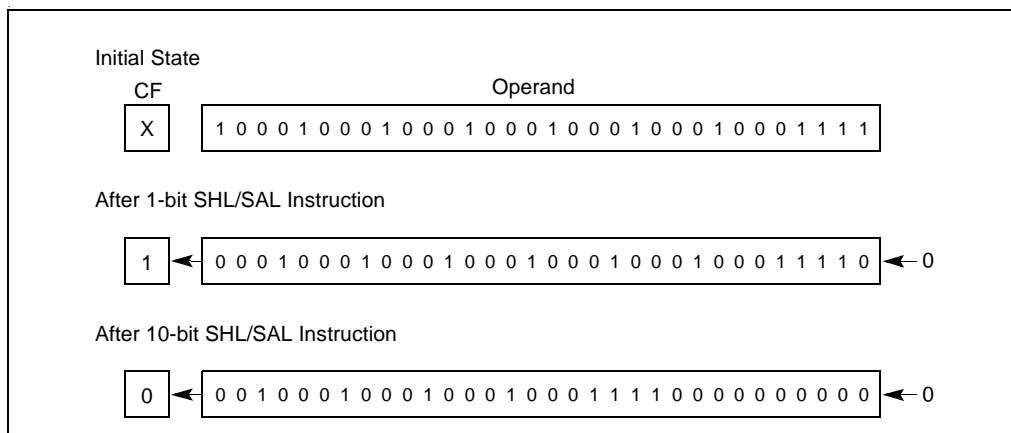 Initial State
CF Operand
X 1 0 0 0 1 0 0 0 1 0 0 0 1 0 0 0 1 0 0 0 1 0 0 0 1 0 0 0 1 1 1 1
After 1-bit SHL/SAL Instruction
1 0 0 0 1 0 0 0 1 0 0 0 1 0 0 0 1 0 0 0 1 0 0 0 1 0 0 0 1 1 1 1 0 0
After 10-bit SHL/SAL Instruction
0 0 0 1 0 0 0 1 0 0 0 1 0 0 0 1 0 0 0 1 1 1 1 0 0 0 0 0 0 0 0 0 0 0